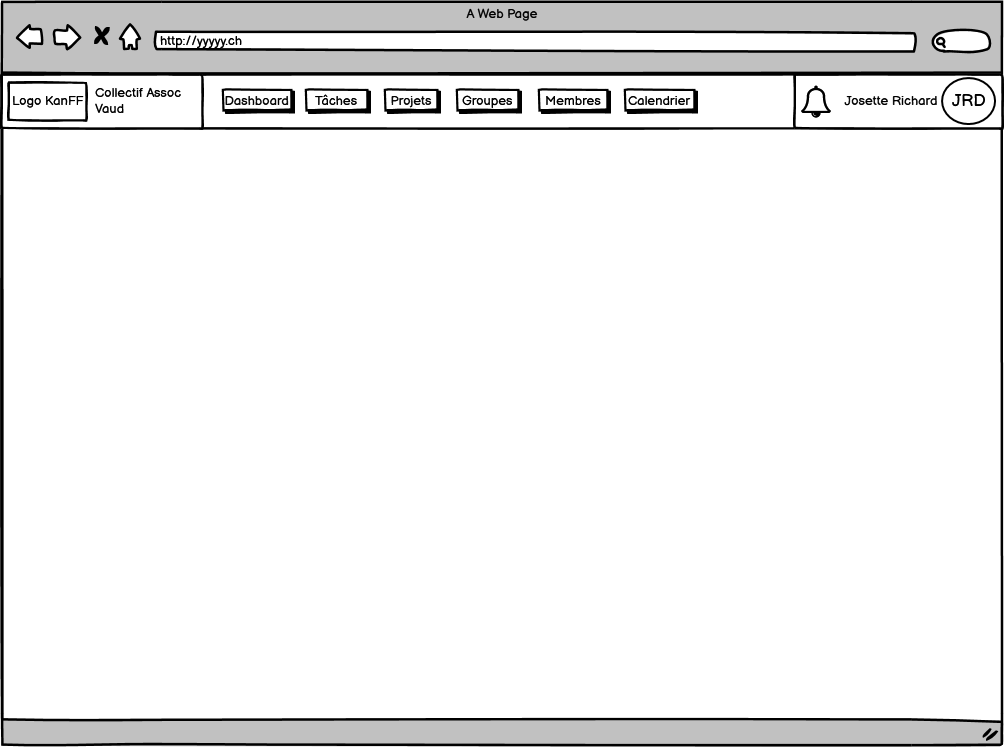 A Web Page
http://yyyyy.ch
Logo KanFF
Collectif Assoc
Vaud
Dashboard
Tâches
Projets
Groupes
Membres
Calendrier
Josette Richard
JRD